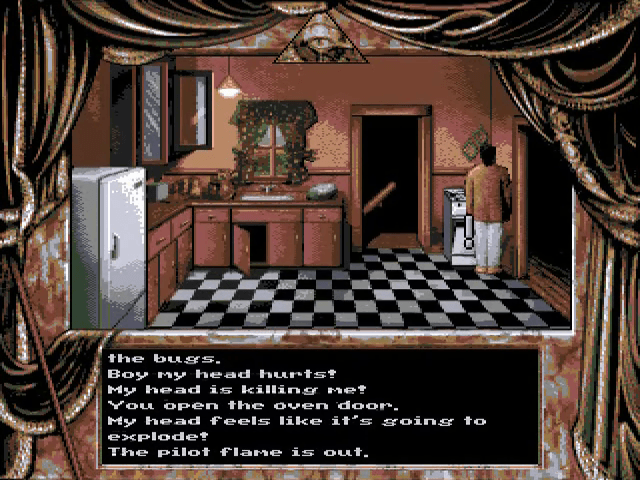 the bugs.
Boy my head hurts!
My head is killing me!
You open the oven door.
My head feels like it's going to
explode!
The pilot flame is out.